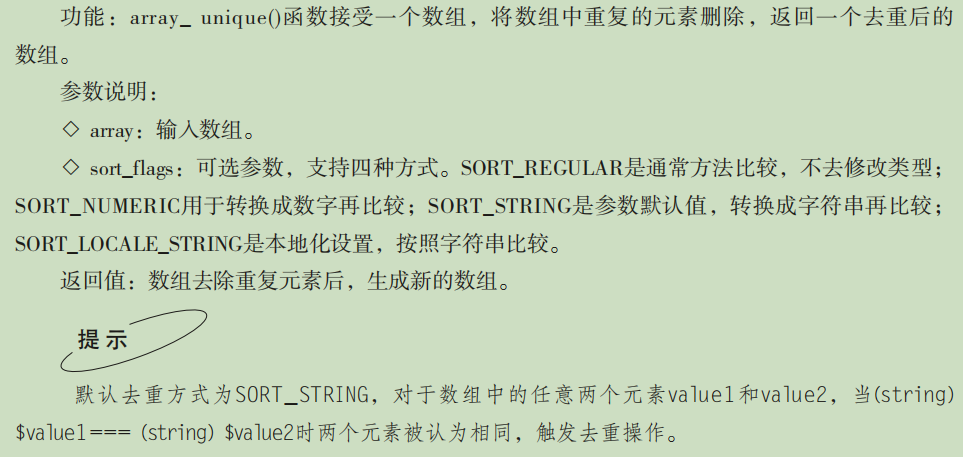 功能：array_ unique()函数接受一个数组，将数组中重复的元素删除，返回一个去重后的
数组。
参数说明：
◇ array：输入数组。
◇ sort_flags：可选参数，支持四种方式。SORT_REGULAR是通常方法比较，不去修改类型；
SORT_NUMERIC用于转换成数字再比较；SORT_STRING是参数默认值，转换成字符串再比较；
SORT_LOCALE_STRING是本地化设置，按照字符串比较。
返回值：数组去除重复元素后，生成新的数组。
提示
默认去重方式为SORT_STRING，对于数组中的任意两个元素value1和value2，当(string)
$value1=== (string) $value2时两个元素被认为相同，触发去重操作。